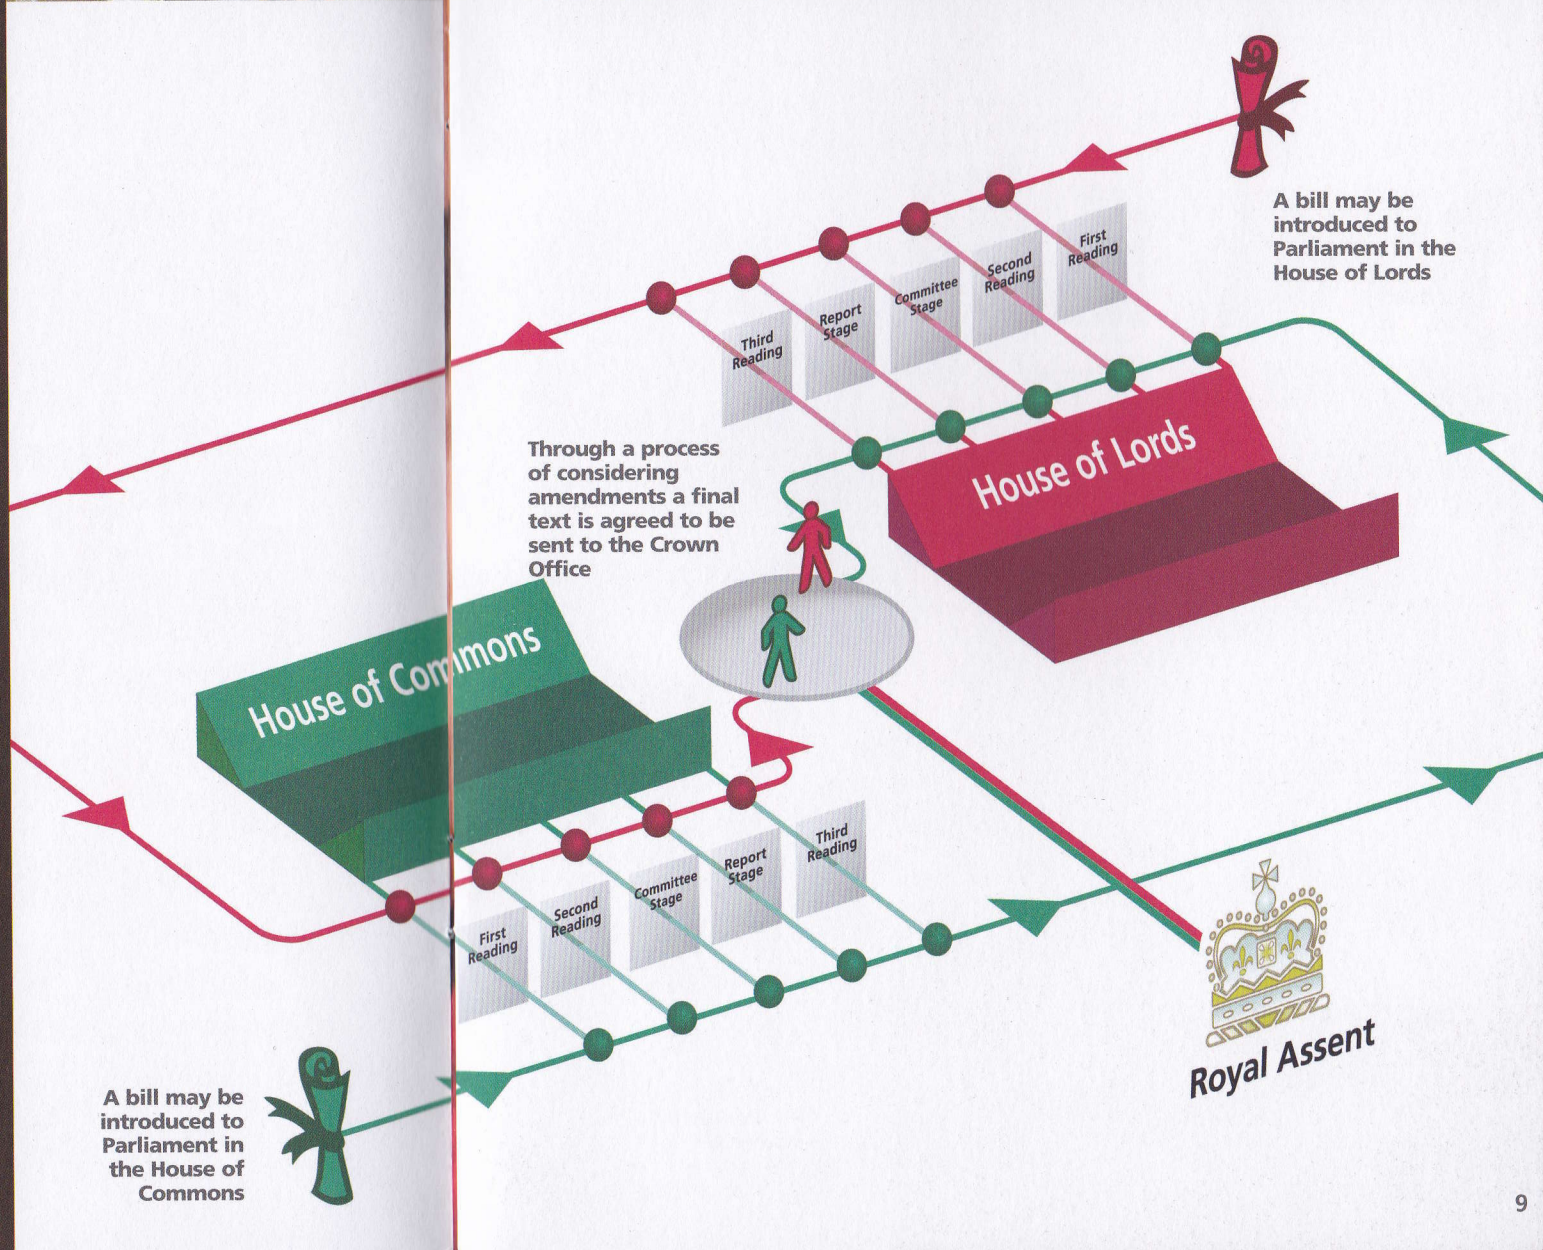 A bill may be
introduced to
Parliament in the
House of Lords
First
Reading
Second
Reading
Committee
Stage
Report
Stage
Third
Reading
House of Lords
Through a process
of considering
amendments a final
text is agreed to be
sent to the Crown
Office
House of Commons
First
Reading
Second
Reading
Committee
Stage
Report
Stage
Third
Reading
Royal Assent
A bill may be
introduced to
Parliament in
the House of
Commons
9